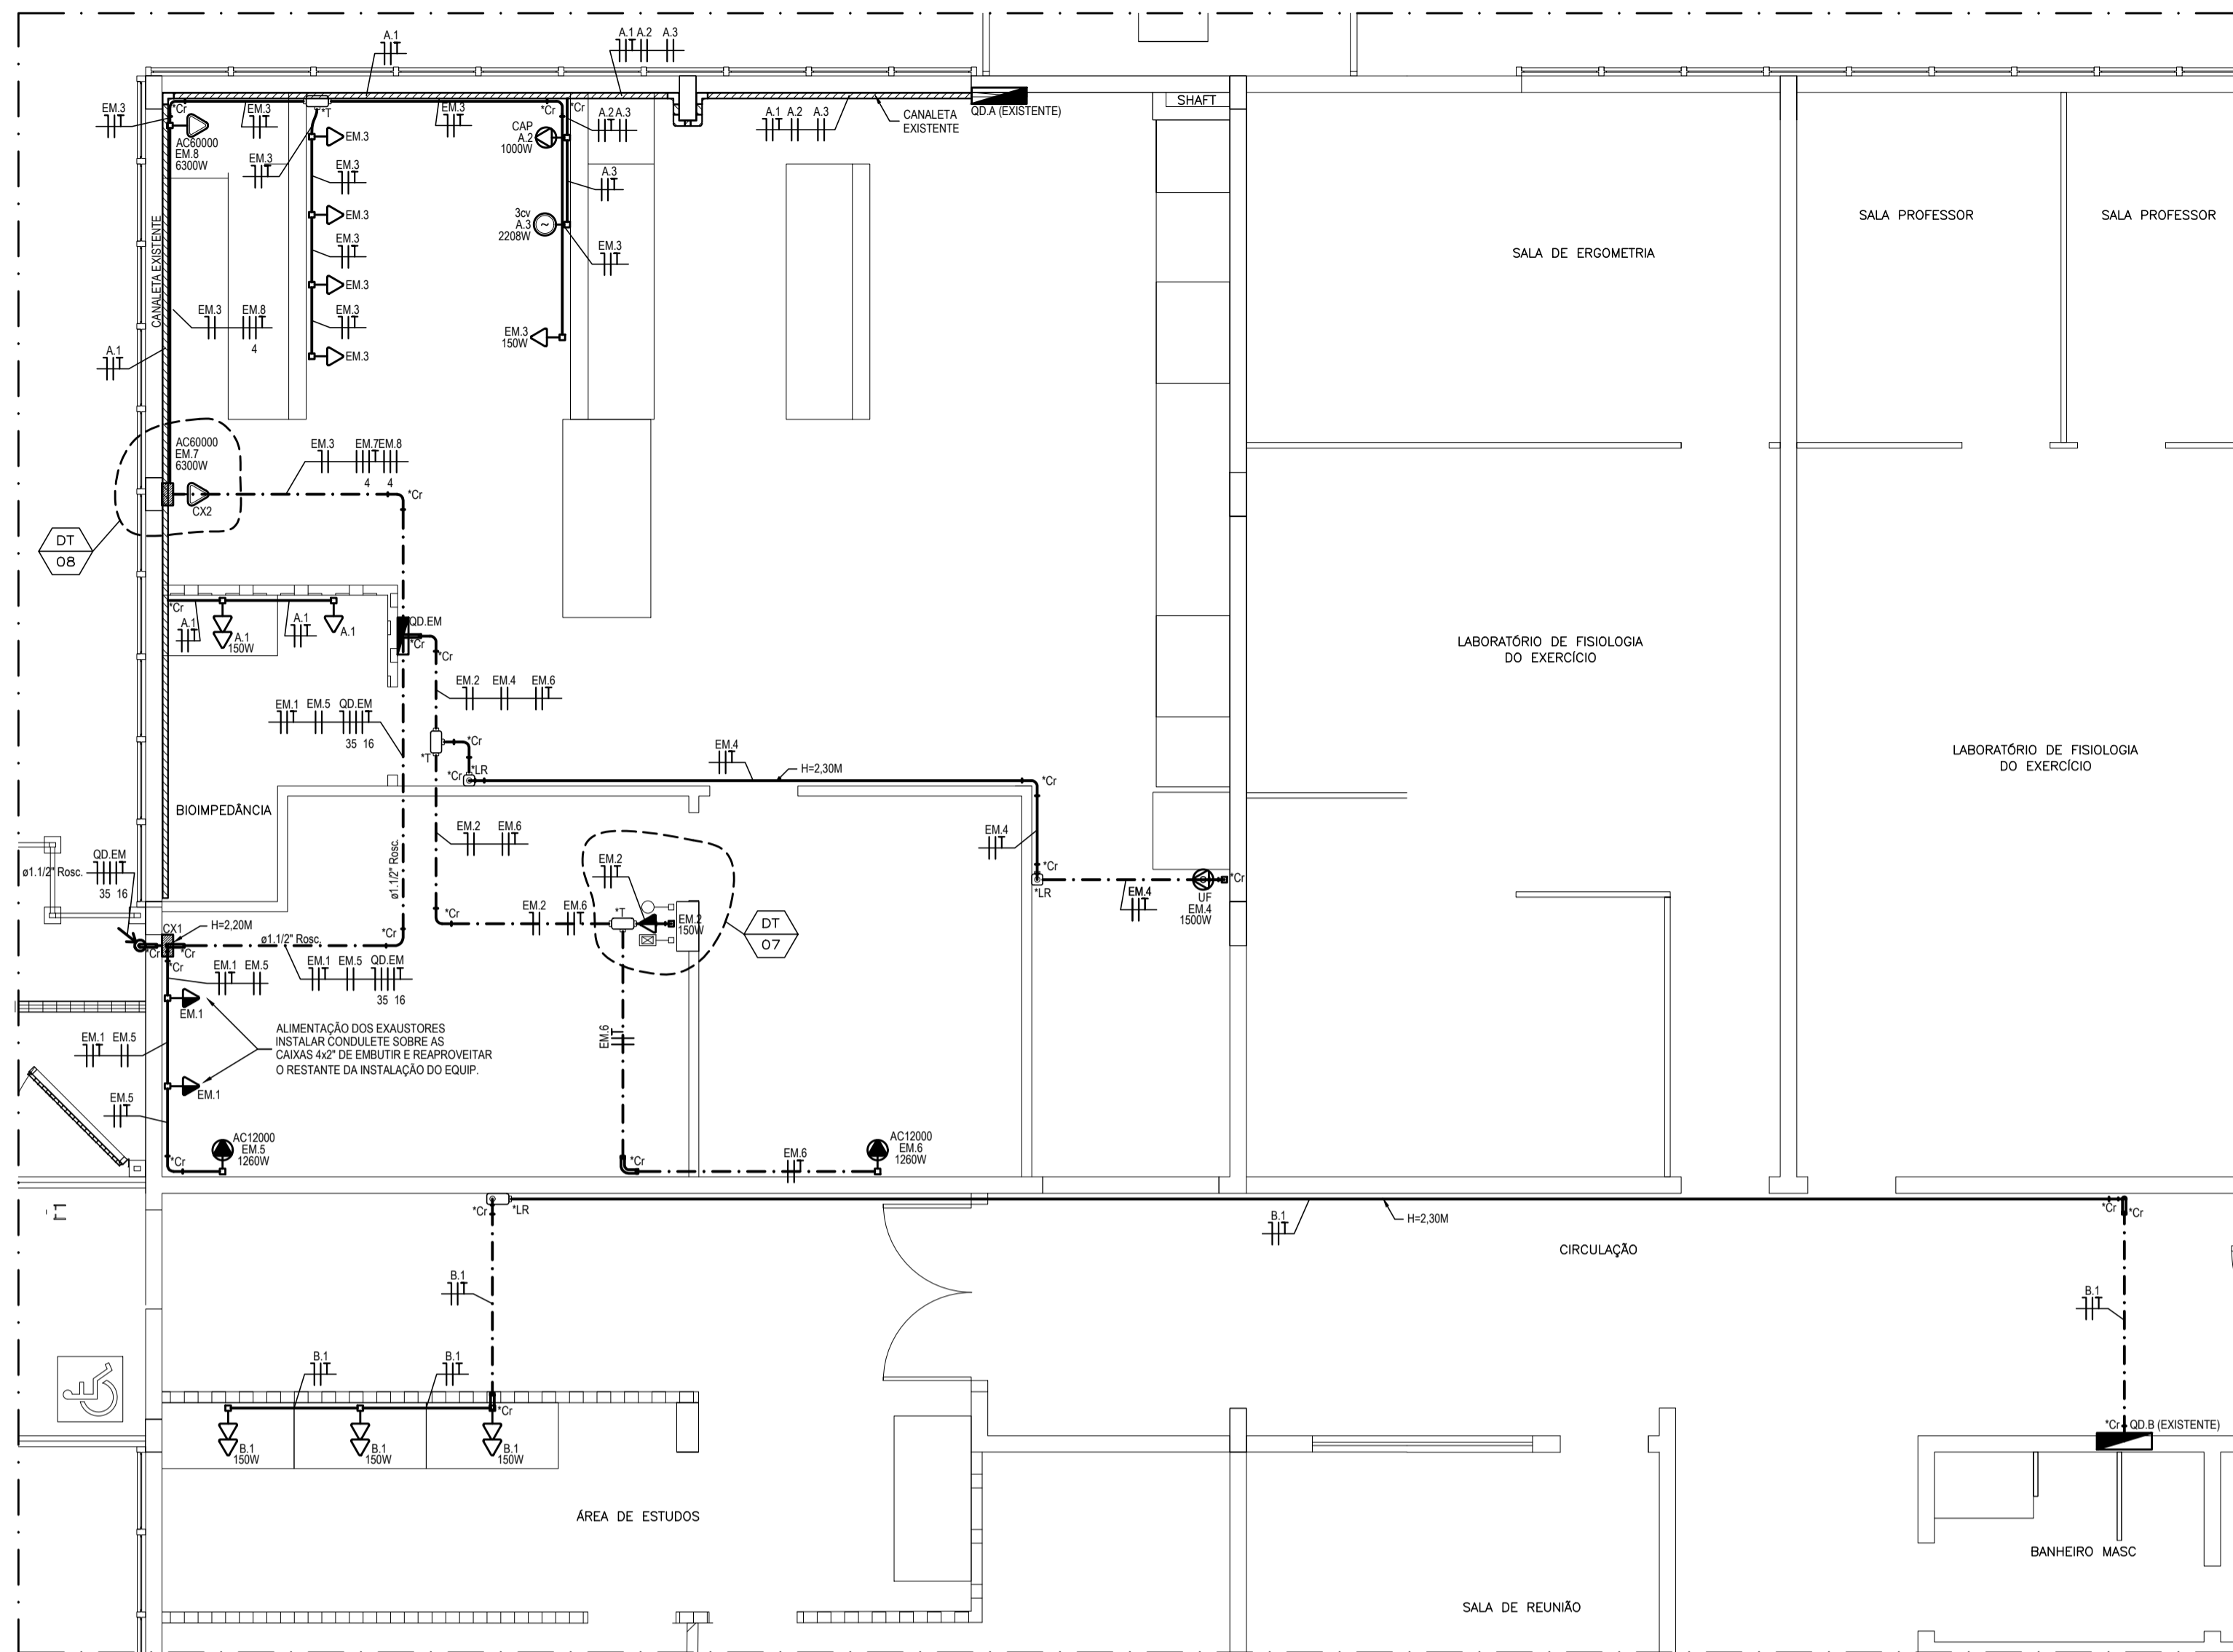 A.1
A.1 A.2 A.3
EM.3
*Cr
EM.3
*T
EM.3
*Cr
*Cr
A.2 A.3
QD.A (EXISTENTE)
SHAFT
AC60000
EM.8
6300W
EM.3
EM.3
EM.3
CAP
A.2
1000W
A.1 A.2 A.3
CANALETA
EXISTENTE
A.3
EM.3
3cv
A.3
2208W
~
EM.3
EM.3
EM.3
EM.3
EM.3
150W
EM.3
CANALETA EXISTENTE
EM.3 EM.8
4
A.1
SALA DE ERGOMETRIA
SALA PROFESSOR
SALA PROFESSOR
AC60000
EM.7
6300W
CX2
EM.3 EM.7 EM.8
4 4
*Cr
DT
08
*Cr
A.1
A.1
150W
A.1
A.1
QD.EM
*Cr
*Cr
EM.2 EM.4 EM.6
EM.1 EM.5 QD.EM
35 16
*T
*Cr
*Cr
*LR
EM.4
H=2,30M
*Cr
LABORATÓRIO DE FISIOLOGIA
DO EXERCÍCIO
LABORATÓRIO DE FISIOLOGIA
DO EXERCÍCIO
BIOIMPEDÂNCIA
EM.2 EM.6
ø1.1/2" Rosc.
EM.4
*Cr
*LR
EM.4
UF
EM.4
1500W
*Cr
QD.EM
ø1.1/2" Rosc.
35 16
EM.2
*T
EM.2
150W
DT
07
*Cr
EM.2 EM.6
CX1
H=2,20M
*Cr
*Cr
*Cr
ø1.1/2" Rosc.
*Cr
EM.1 EM.5
EM.1 EM.5 QD.EM
35 16
EM.1
ALIMENTAÇÃO DOS EXAUSTORES
INSTALAR CONDULETE SOBRE AS
CAIXAS 4x2" DE EMBUTIR E REAPROVEITAR
O RESTANTE DA INSTALAÇÃO DO EQUIP.
EM.1 EM.5
EM.1
EM.5
EM.6
*Cr
AC12000
EM.5
1260W
*Cr
EM.6
AC12000
EM.6
1260W
*Cr
*LR
B.1
H=2,30M
*Cr
*Cr
CIRCULAÇÃO
B.1
B.1
B.1
B.1
*Cr
B.1
150W
B.1
150W
B.1
150W
*Cr
QD.B (EXISTENTE)
ÁREA DE ESTUDOS
BANHEIRO MASC
SALA DE REUNIÃO